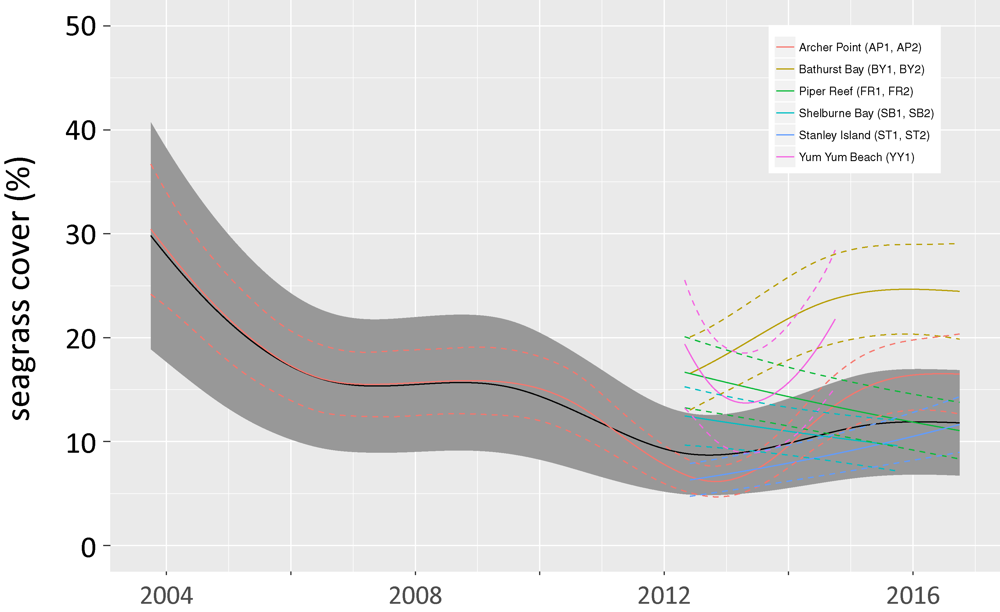 50
40
30
20
10
0
seagrass cover (%)
Archer Point (AP1, AP2)
Bathurst Bay (BY1, BY2)
Piper Reef (FR1, FR2)
Shelburne Bay (SB1, SB2)
Stanley Island (ST1, ST2)
Yum Yum Beach (YY1)
2004 2008 2012 2016